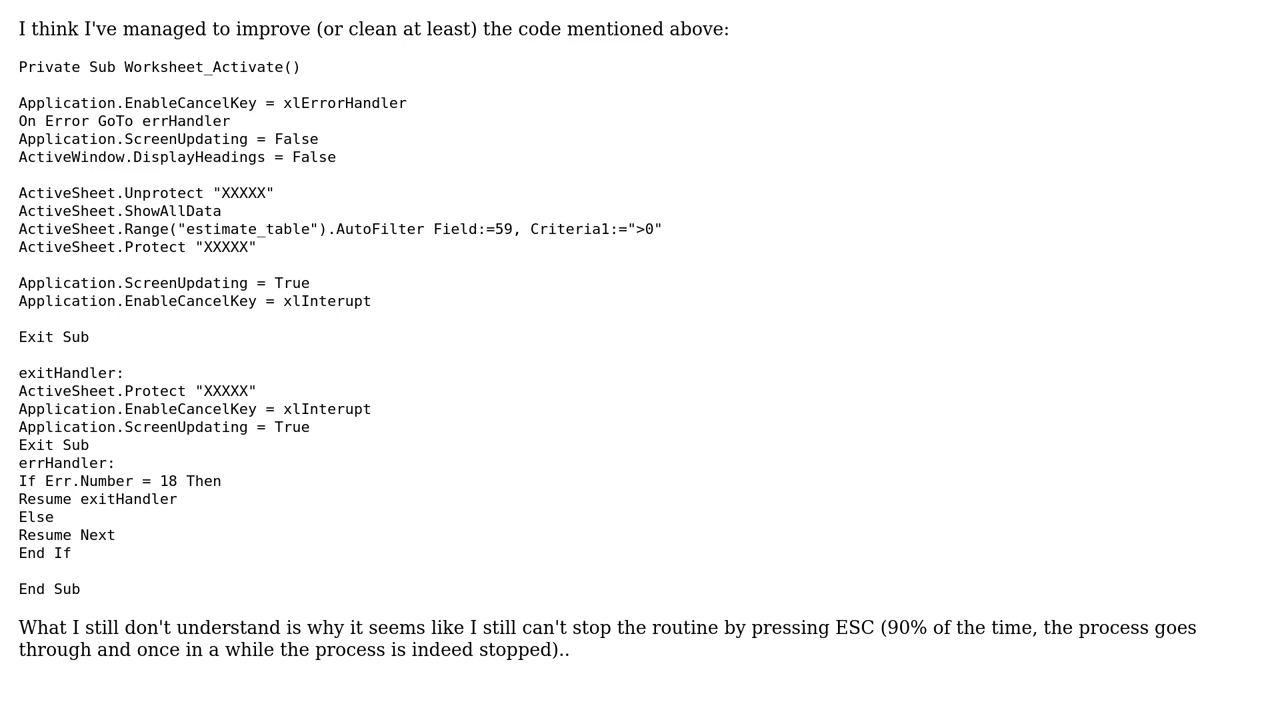 I think I've managed to improve (or clean at least) the code mentioned above:
Private Sub Worksheet_Activate()
Application.EnableCancelKey = xlErrorHandler
On Error GoTo errHandler
Application.ScreenUpdating = False
ActiveWindow.DisplayHeadings = False
ActiveSheet.Unprotect "XXXXX"
ActiveSheet.ShowAllData
ActiveSheet.Range("estimate_table").AutoFilter Field:=59, Criteria1:=">0"
ActiveSheet.Protect "XXXXX"
Application.ScreenUpdating = True
Application.EnableCancelKey = xlInterupt
Exit Sub
exitHandler:
ActiveSheet.Protect "XXXXX"
Application.EnableCancelKey = xlInterupt
Application.ScreenUpdating = True
Exit Sub
errHandler:
If Err.Number = 18 Then
Resume exitHandler
Else
Resume Next
End If
End Sub
What I still don't understand is why it seems like I still can't stop the routine by pressing ESC (90% of the time, the process goes
through and once in a while the process is indeed stopped)..